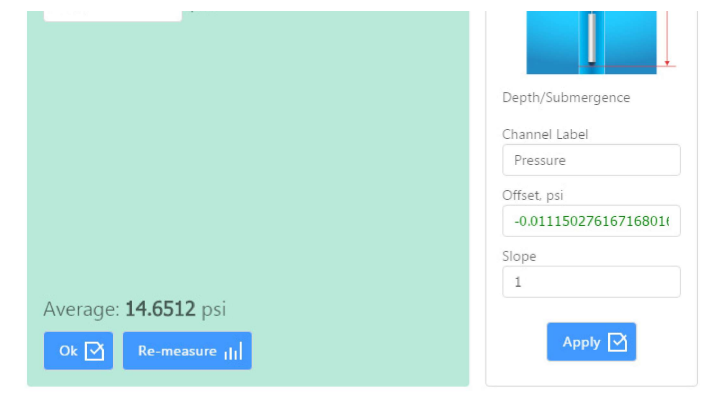 Depth/Submergence
Channel Label
Pressure
Offset, psi
-0.01115027616716801
Slope
1
Average: 14.6512 psi
Ok
Re-measure
Apply